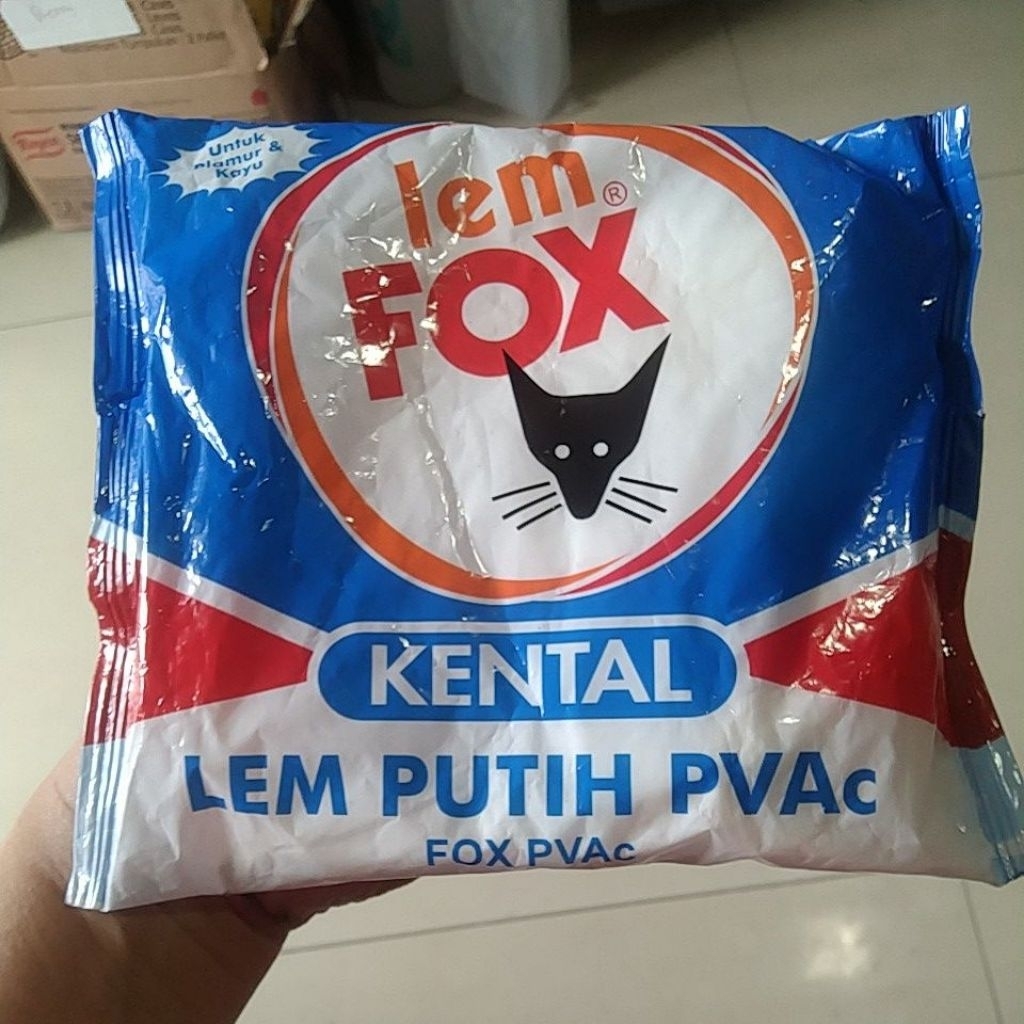 Untuk
plamur &
Kayu
lem®
FOX
KENTAL
LEM PUTIH PVAc
FOX PVAc